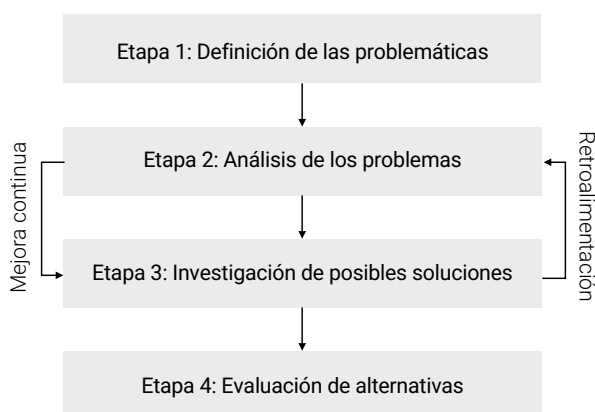 Etapa 1: Definición de las problemáticas
Etapa 2: Análisis de los problemas
Mejora continua
Retroalimentación
Etapa 3: Investigación de posibles soluciones
Etapa 4: Evaluación de alternativas